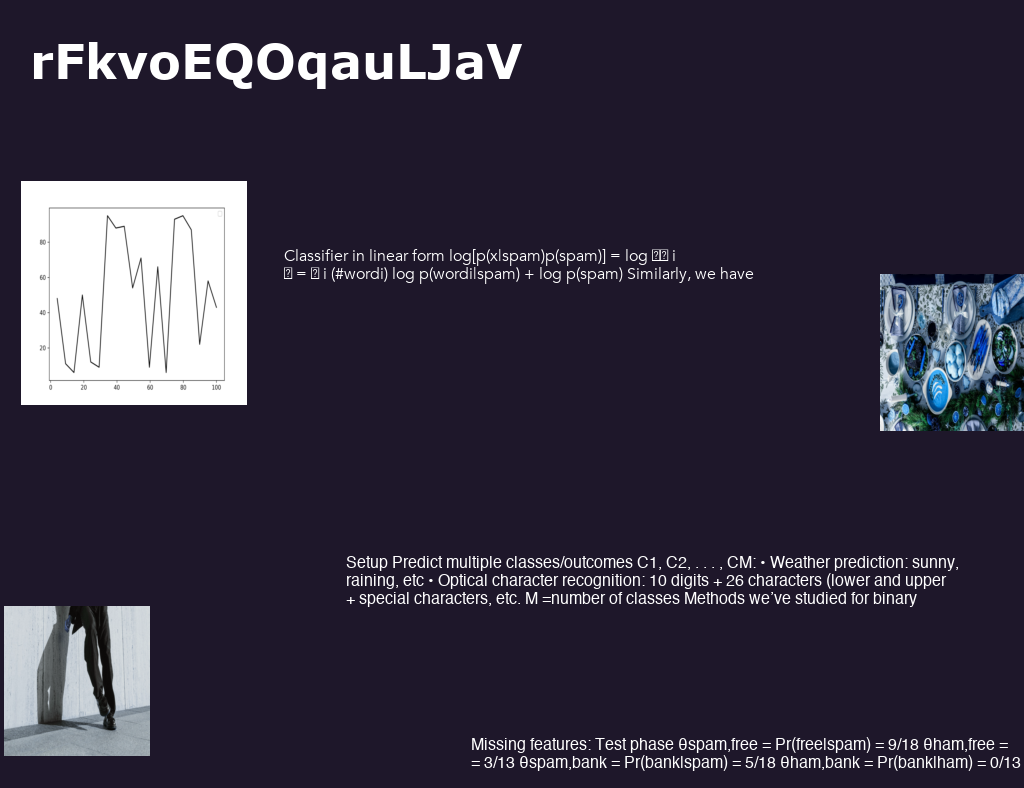 rFkvoEQOqauLJaV
80
60
40
20
0 20 40 60 80 100
Classifier in linear form log[p(x|spam)p(spam)] = log i
= i (#wordi) log p(wordi|spam) + log p(spam) Similarly, we have
Setup Predict multiple classes/outcomes C1, C2, . . . , CM: • Weather prediction: sunny,
raining, etc • Optical character recognition: 10 digits + 26 characters (lower and upper
+ special characters, etc. M =number of classes Methods we’ve studied for binary
Missing features: Test phase θspam,free = Pr(free|spam) = 9/18 θham,free =
= 3/13 θspam,bank = Pr(bank|spam) = 5/18 θham,bank = Pr(bank|ham) = 0/13